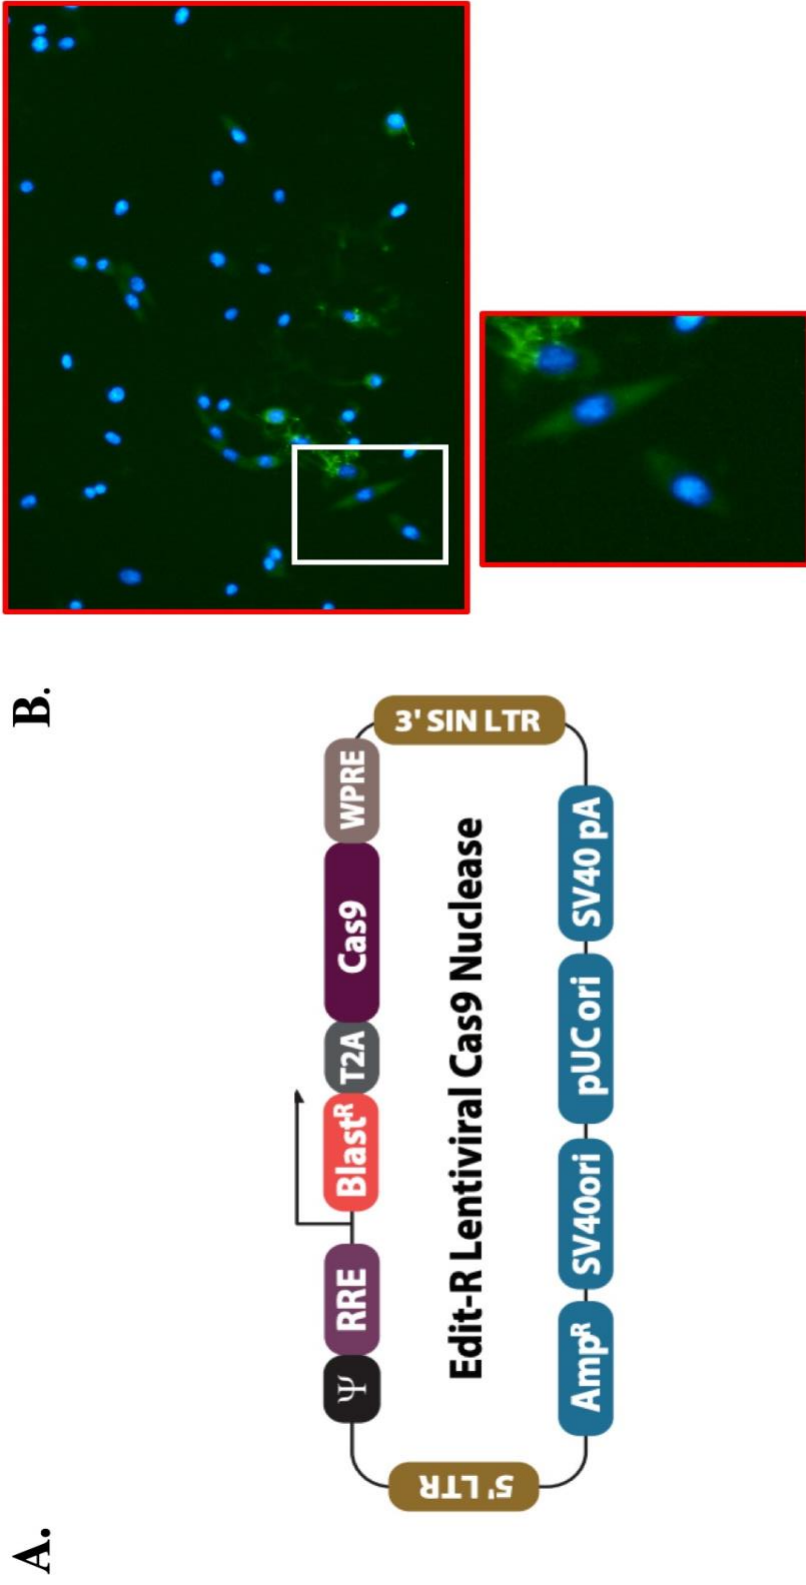 A.
B.
Ψ
RRE
Blastᴿ
T2A
Cas9
WPRE
5' LTR
3' SIN LTR
Edit-R Lentiviral Cas9 Nuclease
Ampᴿ
SV40ori
pUC ori
SV40 pA